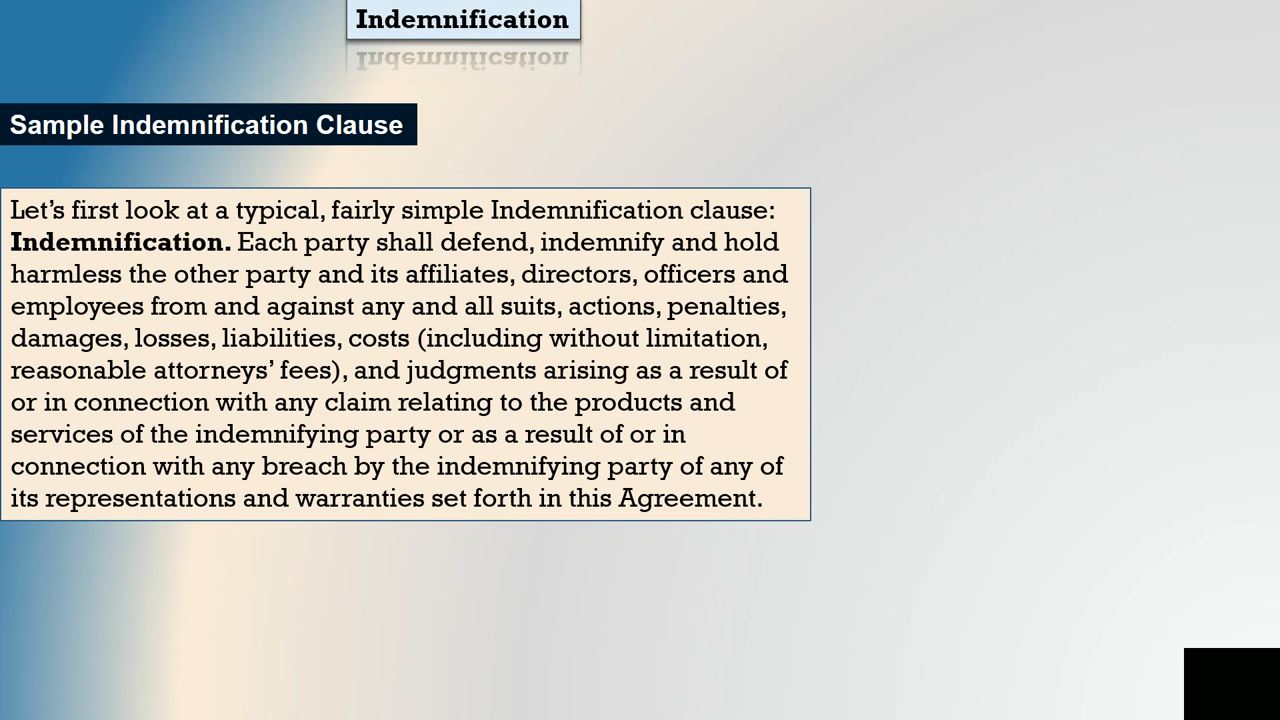 Indemnification
Sample Indemnification Clause
Let’s first look at a typical, fairly simple Indemnification clause:
Indemnification. Each party shall defend, indemnify and hold
harmless the other party and its affiliates, directors, officers and
employees from and against any and all suits, actions, penalties,
damages, losses, liabilities, costs (including without limitation,
reasonable attorneys’ fees), and judgments arising as a result of
or in connection with any claim relating to the products and
services of the indemnifying party or as a result of or in
connection with any breach by the indemnifying party of any of
its representations and warranties set forth in this Agreement.